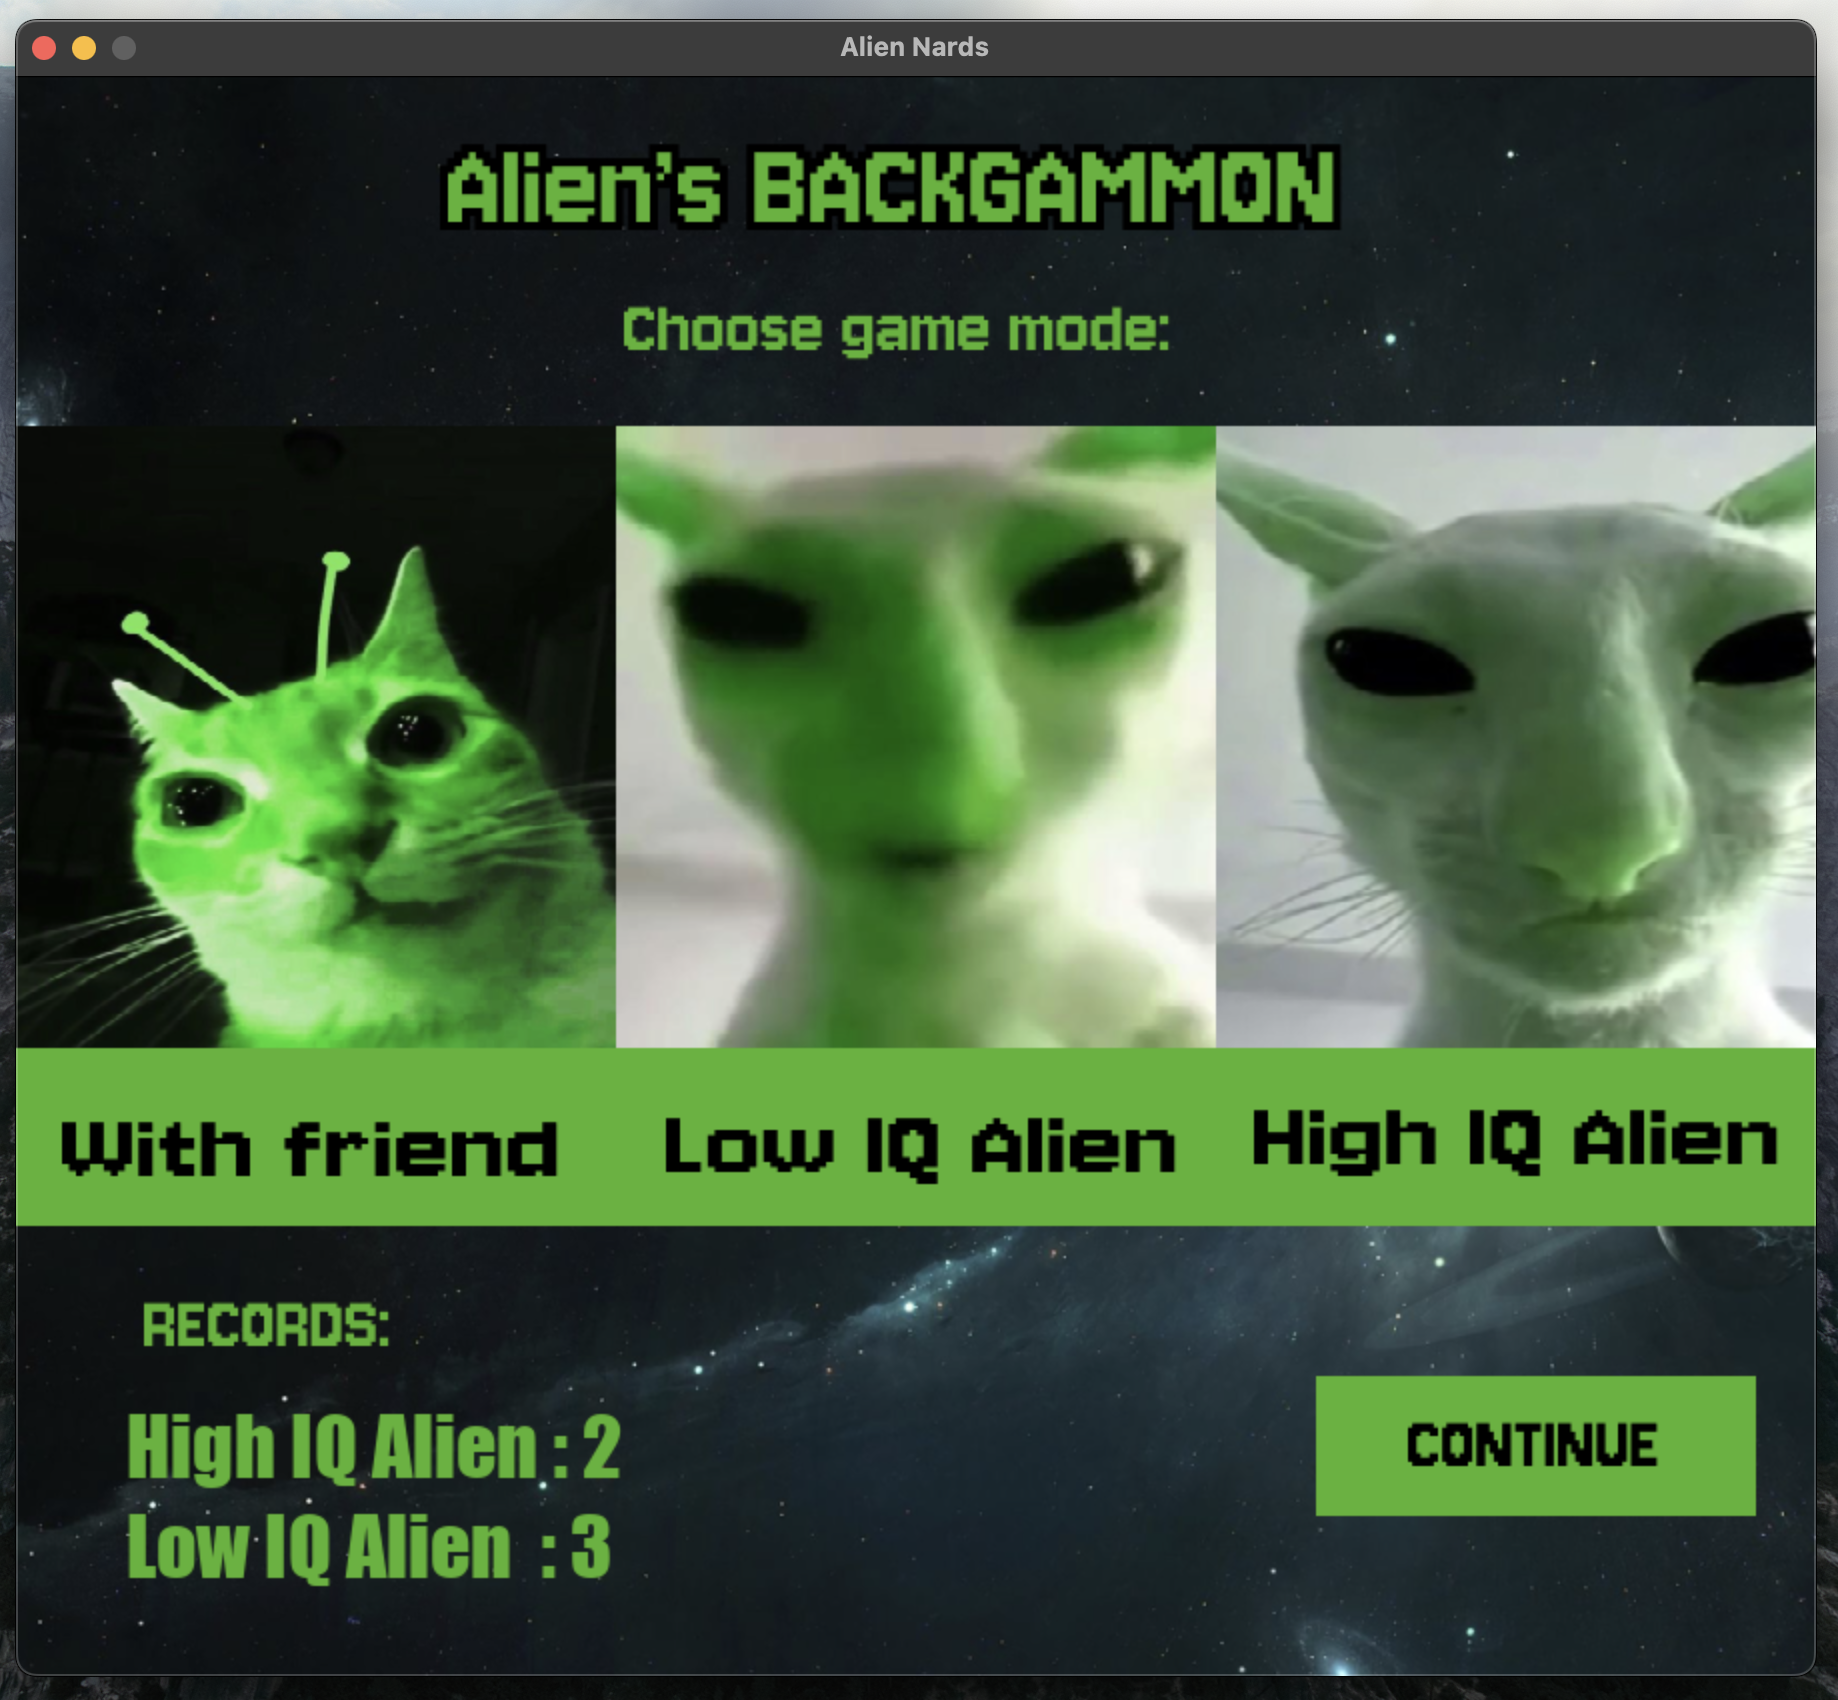 Alien Nards
Alien's BACKGAMMON
Choose game mode:
With friend
Low IQ Alien
High IQ Alien
RECORDS:
High IQ Alien : 2
Low IQ Alien : 3
CONTINUE